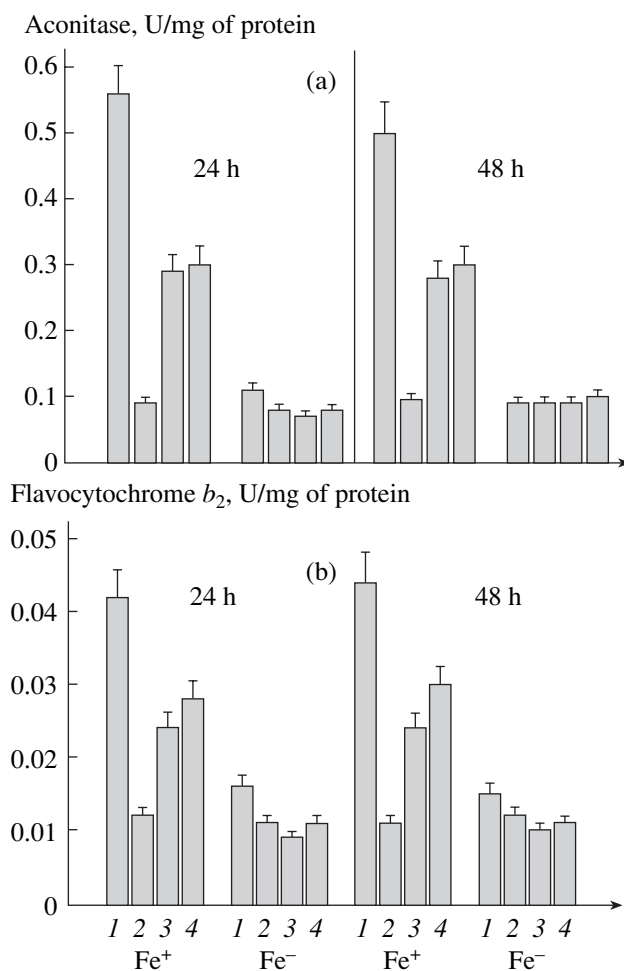 Aconitase, U/mg of protein
0.6
(a)
0.5
24 h 48 h
0.4
0.3
0.2
0.1
0
Flavocytochrome b₂, U/mg of protein
0.05
(b)
24 h 48 h
0.04
0.03
0.02
0.01
0
1 2 3 4 1 2 3 4 1 2 3 4 1 2 3 4
Fe⁺ Fe⁻ Fe⁺ Fe⁻